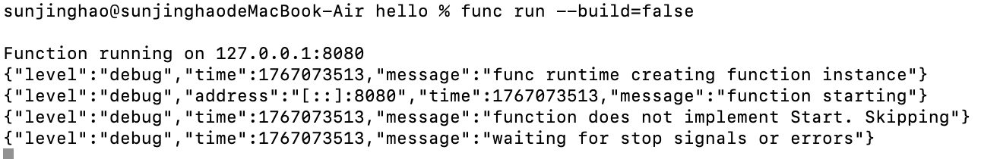 sunjinghao@sunjinghaodeMacBook-Air hello % func run --build=false
Function running on 127.0.0.1:8080
{"level":"debug","time":1767073513,"message":"func runtime creating function instance"}
{"level":"debug","address":"[::]:8080","time":1767073513,"message":"function starting"}
{"level":"debug","time":1767073513,"message":"function does not implement Start. Skipping"}
{"level":"debug","time":1767073513,"message":"waiting for stop signals or errors"}